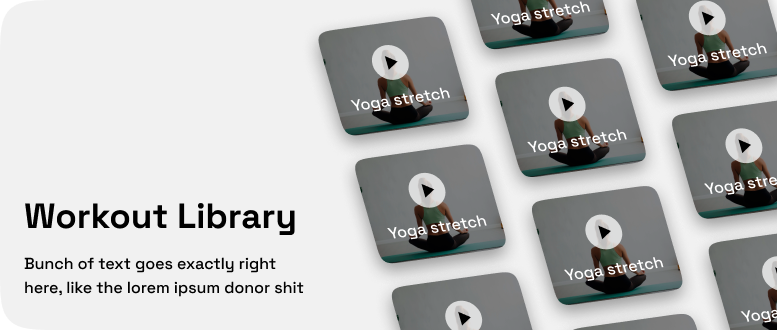 Yoga stretch
Yoga stretch
Yoga stretch
Yoga stretch
Yoga stre
Yoga stretch
Yoga stretch
Yoga
Workout Library
Bunch of text goes exactly right
here, like the lorem ipsum donor shit